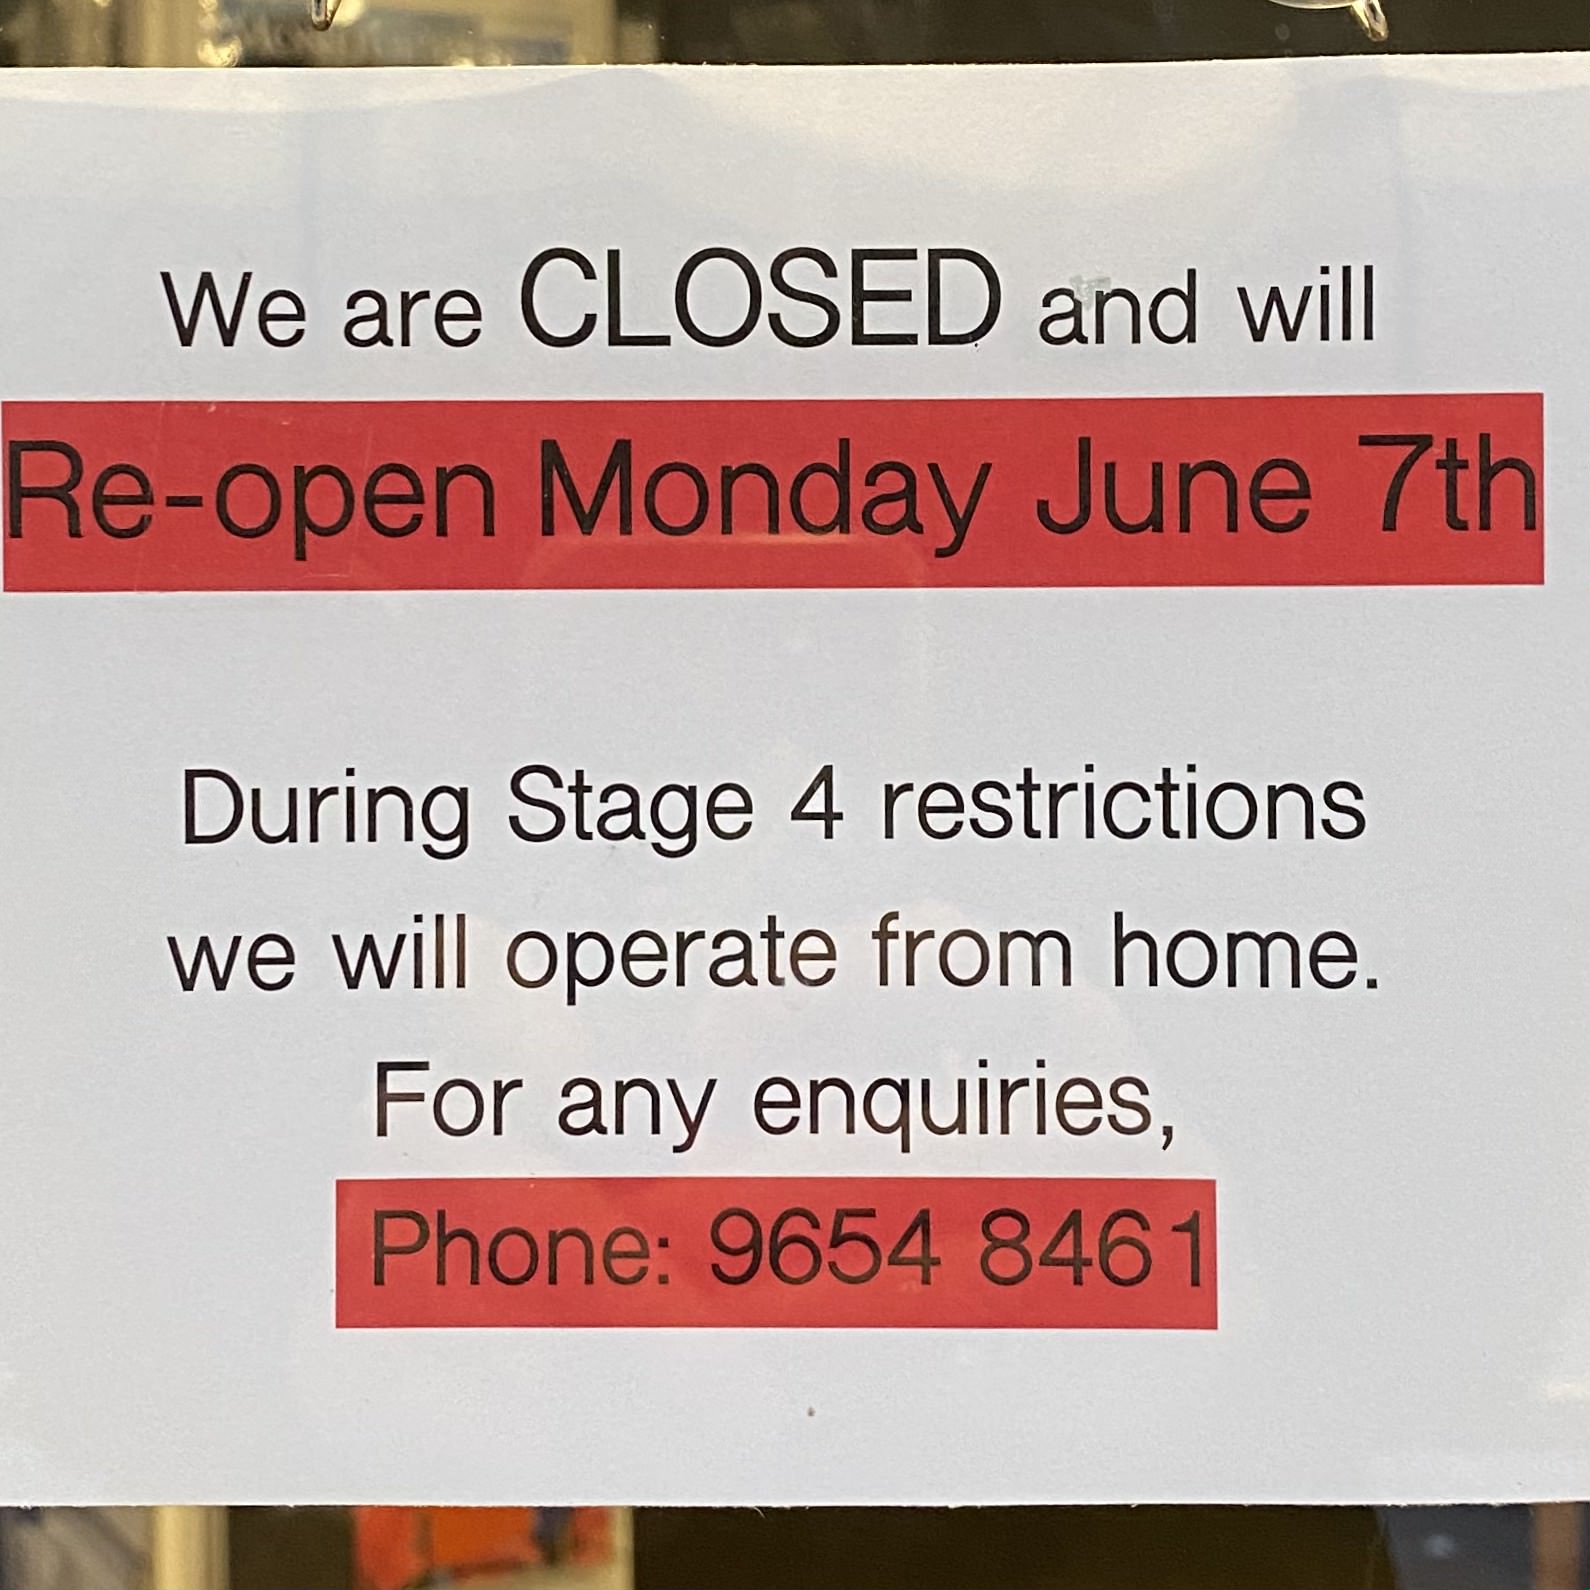 We are CLOSED and will
Re-open Monday June 7th
During Stage 4 restrictions
we will operate from home.
For any enquiries,
Phone: 9654 8461